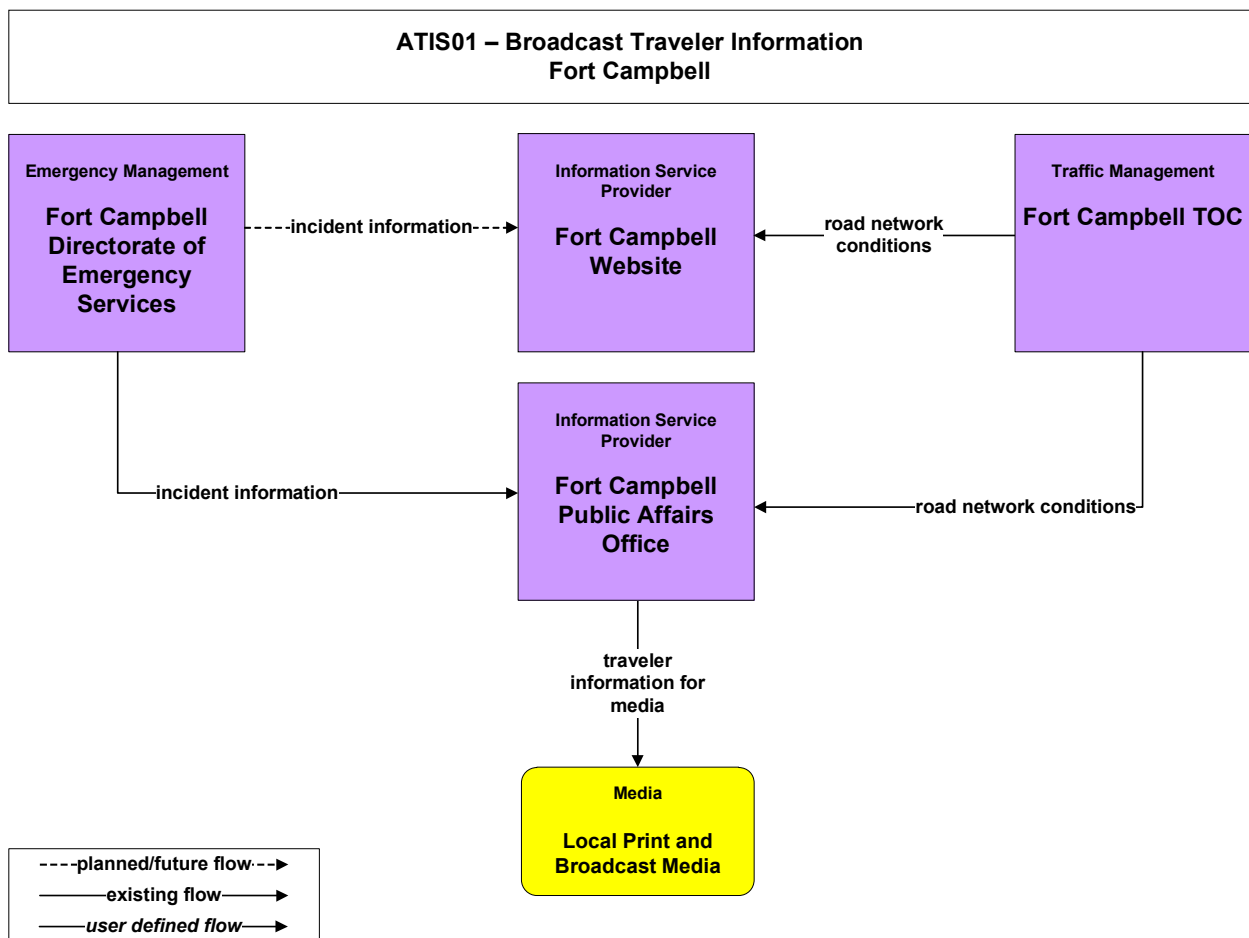 ATIS01 – Broadcast Traveler Information
Fort Campbell
Emergency Management
Fort Campbell
Directorate of
Emergency
Services
incident information
Information Service
Provider
Fort Campbell
Website
road network
conditions
Traffic Management
Fort Campbell TOC
incident information
Information Service
Provider
Fort Campbell
Public Affairs
Office
road network conditions
traveler
information for
media
Media
Local Print and
Broadcast Media
planned/future flow
existing flow
user defined flow